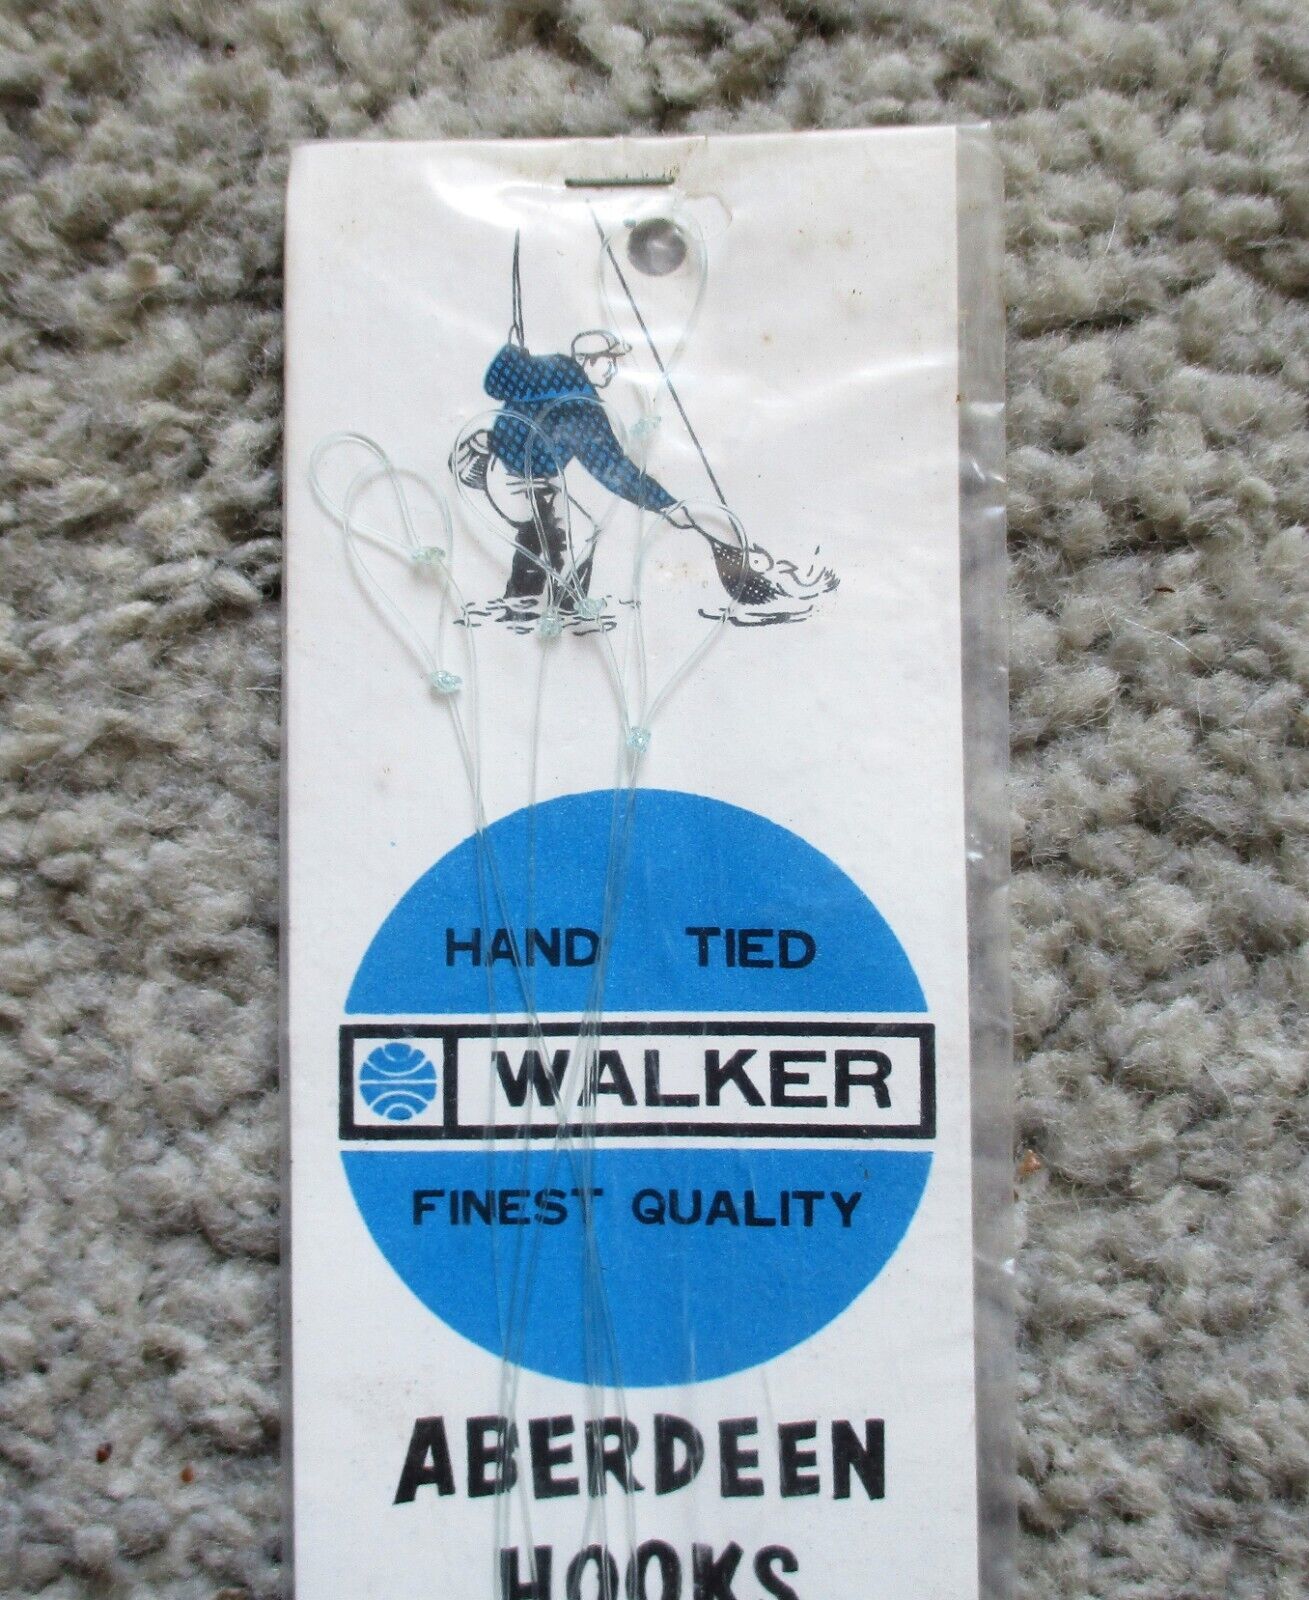 HAND TIED
WALKER
FINEST QUALITY
ABERDEEN
HOOKS